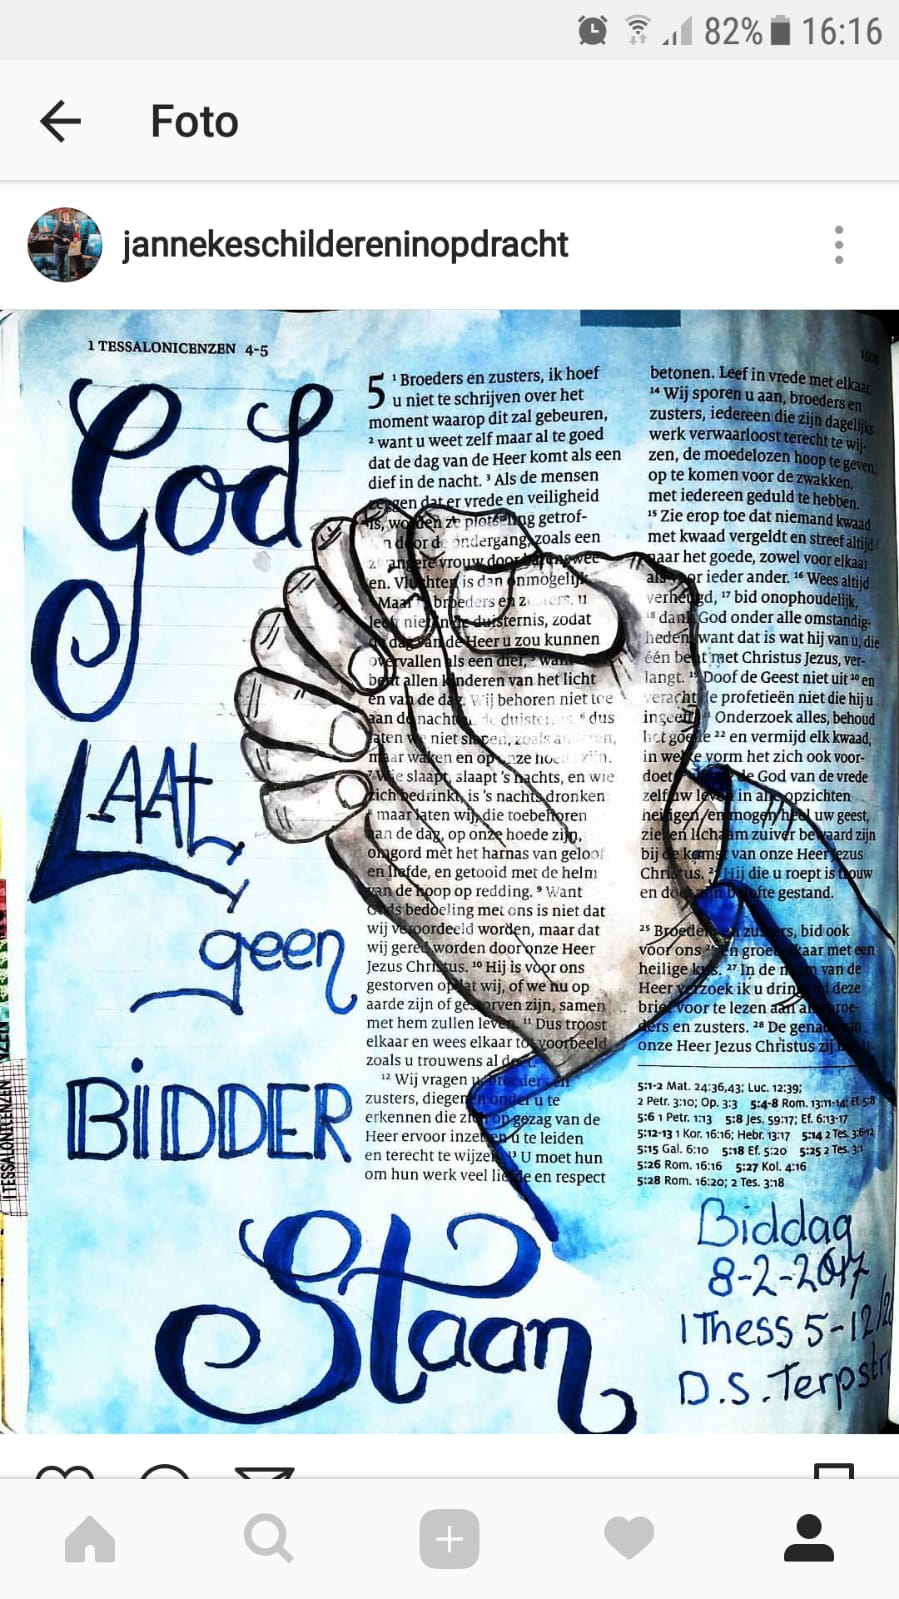 82% 16:16
Foto
jannekeschildereninopdracht
1 TESSALONICENZEN 4-5
God
LAAT
geen
BIDDER
Staan
5 ¹ Broeders en zusters, ik hoef
u niet te schrijven over het
moment waarop dit zal gebeuren,
² want u weet zelf maar al te goed
dat de dag van de Heer komt als een
dief in de nacht. ³ Als de mensen
zeggen dat er vrede en veiligheid
is, worden ze plotseling getrof-
door de ondergang, zoals een
zwangere vrouw door barenswee
en. Vluchten is dan onmogelijk.
Maar broeders en zusters, u
leeft niet in de duisternis, zodat
de dag van de Heer u zou kunnen
overvallen als een dief, want
bent allen kinderen van het licht
en van de dag. Wij behoren niet toe
aan de nacht en de duisternis, ⁶ dus
laten we niet slapen, zoals anderen,
maar waken en op onze hoede zijn.
⁷ Wie slaapt, slaapt 's nachts, en wie
zich bedrinkt, is 's nachts dronken
maar laten wij, die toebehoren
aan de dag, op onze hoede zijn,
omgord met het harnas van geloof
en liefde, en getooid met de helm
van de hoop op redding. ⁹ Want
Gods bedoeling met ons is niet dat
wij veroordeeld worden, maar dat
wij gered worden door onze Heer
Jezus Christus. ¹⁰ Hij is voor ons
gestorven opdat wij, of we nu op
aarde zijn of gestorven zijn, samen
met hem zullen leven. ¹¹ Dus troost
elkaar en wees elkaar tot voorbeeld
zoals u trouwens al doet.
¹² Wij vragen u, broeders en
zusters, diegenen onder u te
erkennen die zich op gezag van de
Heer ervoor inzetten u te leiden
en terecht te wijzen. ¹³ U moet hun
om hun werk veel liefde en respect
betonen. Leef in vrede met elkaar.
¹⁴ Wij sporen u aan, broeders en
zusters, iedereen die zijn dagelijks
werk verwaarloost terecht te wij-
zen, de moedelozen hoop te geven,
op te komen voor de zwakken,
met iedereen geduld te hebben.
¹⁵ Zie erop toe dat niemand kwaad
met kwaad vergeldt en streef altijd
naar het goede, zowel voor elkaar
als voor ieder ander. ¹⁶ Wees altijd
verheugd, ¹⁷ bid onophoudelijk,
¹⁸ dank God onder alle omstandig-
heden, want dat is wat hij van u, die
één bent met Christus Jezus, ver-
langt. ¹⁹ Doof de Geest niet uit ²⁰ en
veracht de profetieën niet die hij u
ingeeft. ²¹ Onderzoek alles, behoud
het goede ²² en vermijd elk kwaad,
in welke vorm het zich ook voor-
doet. de God van de vrede
zelf uw leven in alle opzichten
heiligen, en mogen heel uw geest,
ziel en lichaam zuiver bewaard zijn
bij de komst van onze Heer Jezus
Christus. ²⁴ Hij die u roept is trouw
en doet zijn belofte gestand.
²⁵ Broeders en zusters, bid ook
voor ons ²⁶ en groet elkaar met een
heilige kus. ²⁷ In de naam van de
Heer verzoek ik u dringend deze
brief voor te lezen aan alle broe-
ders en zusters. ²⁸ De genade van
onze Heer Jezus Christus zij
5:1-2 Mat. 24:36,43; Luc. 12:39;
2 Petr. 3:10; Op. 3:3 5:4-8 Rom. 13:11-14; Ef. 5:8
5:6 1 Petr. 1:13 5:8 Jes. 59:17; Ef. 6:13-17
5:12-13 1 Kor. 16:16; Hebr. 13:17 5:14 2 Tes. 3:6-12
5:15 Gal. 6:10 5:18 Ef. 5:20 5:25 2 Tes. 3:1
5:26 Rom. 16:16 5:27 Kol. 4:16
5:28 Rom. 16:20; 2 Tes. 3:18
Biddag
8-2-2017
1 Thess 5-12/
D.S. Terpstr
1 TESSALONICENZEN